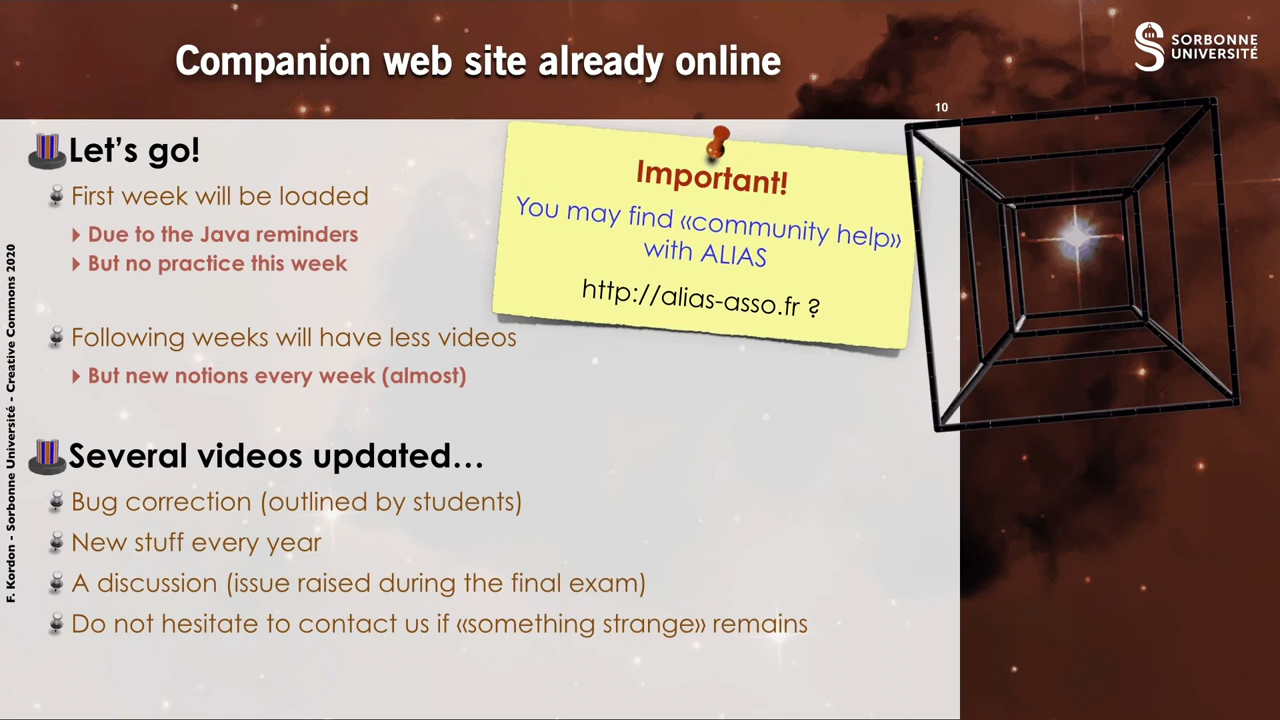 Companion web site already online
SORBONNE
UNIVERSITÉ
10
Let's go!
First week will be loaded
Due to the Java reminders
But no practice this week
Following weeks will have less videos
But new notions every week (almost)
Important!
You may find «community help»
with ALIAS
http://alias-asso.fr ?
Several videos updated…
Bug correction (outlined by students)
New stuff every year
A discussion (issue raised during the final exam)
Do not hesitate to contact us if «something strange» remains
F. Kordon - Sorbonne Université - Creative Commons 2020